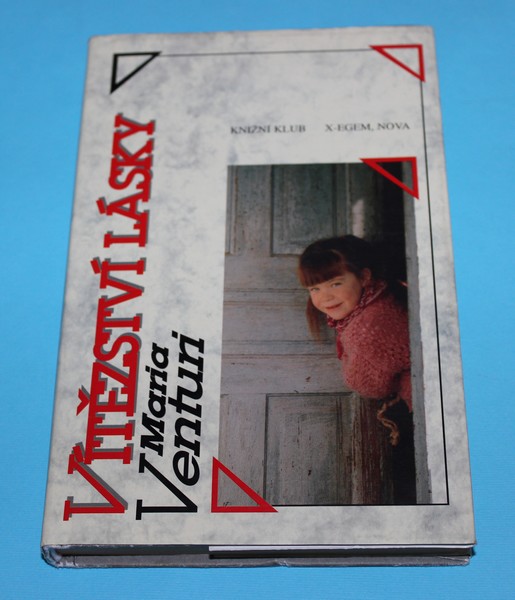 KNIŽNÍ KLUB X-EGEM, NOVA
VÍTĚZSTVÍ LÁSKY
Maria
Venturi